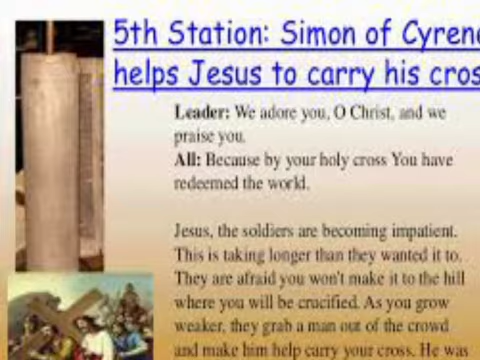 5th Station: Simon of Cyrene
helps Jesus to carry his cros
Leader: We adore you, O Christ, and we
praise you.
All: Because by your holy cross You have
redeemed the world.
Jesus, the soldiers are becoming impatient.
This is taking longer than they wanted it to.
They are afraid you won't make it to the hill
where you will be crucified. As you grow
weaker, they grab a man out of the crowd
and make him help carry your cross. He was